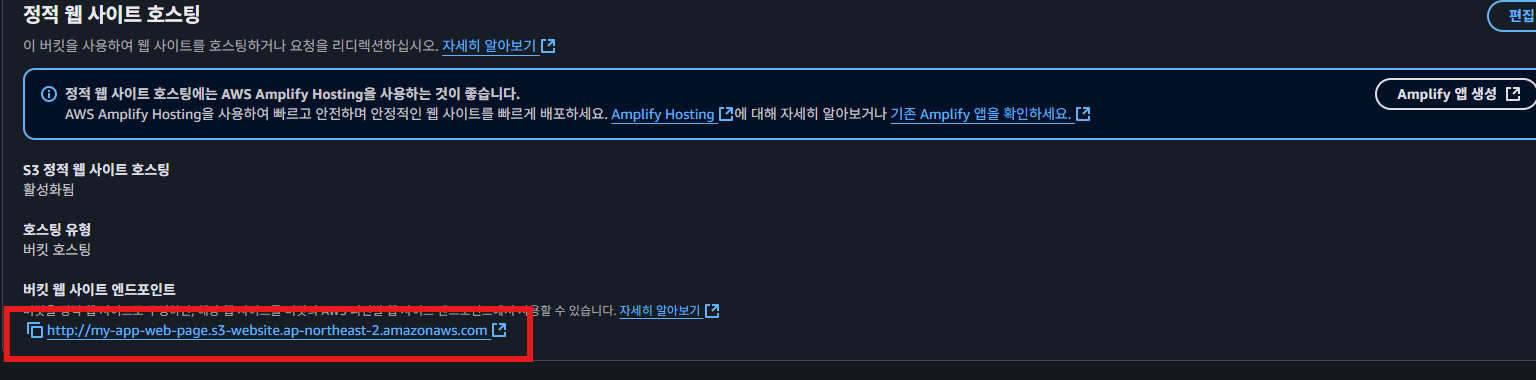 정적 웹 사이트 호스팅
편집
이 버킷을 사용하여 웹 사이트를 호스팅하거나 요청을 리디렉션하십시오. 자세히 알아보기
정적 웹 사이트 호스팅에는 AWS Amplify Hosting을 사용하는 것이 좋습니다.
AWS Amplify Hosting을 사용하여 빠르고 안전하며 안정적인 웹 사이트를 빠르게 배포하세요. Amplify Hosting에 대해 자세히 알아보거나 기존 Amplify 앱을 확인하세요.
Amplify 앱 생성
S3 정적 웹 사이트 호스팅
활성화됨
호스팅 유형
버킷 호스팅
버킷 웹 사이트 엔드포인트
있습니다. 자세히 알아보기
http://my-app-web-page.s3-website.ap-northeast-2.amazonaws.com